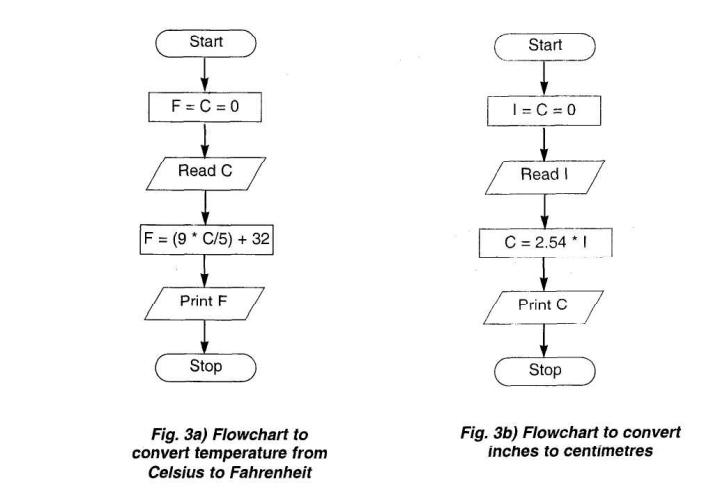 Start
F = C = 0
Read C
F = (9 * C/5) + 32
Print F
Stop
Fig. 3a) Flowchart to
convert temperature from
Celsius to Fahrenheit
Start
I = C = 0
Read I
C = 2.54 * I
Print C
Stop
Fig. 3b) Flowchart to convert
inches to centimetres